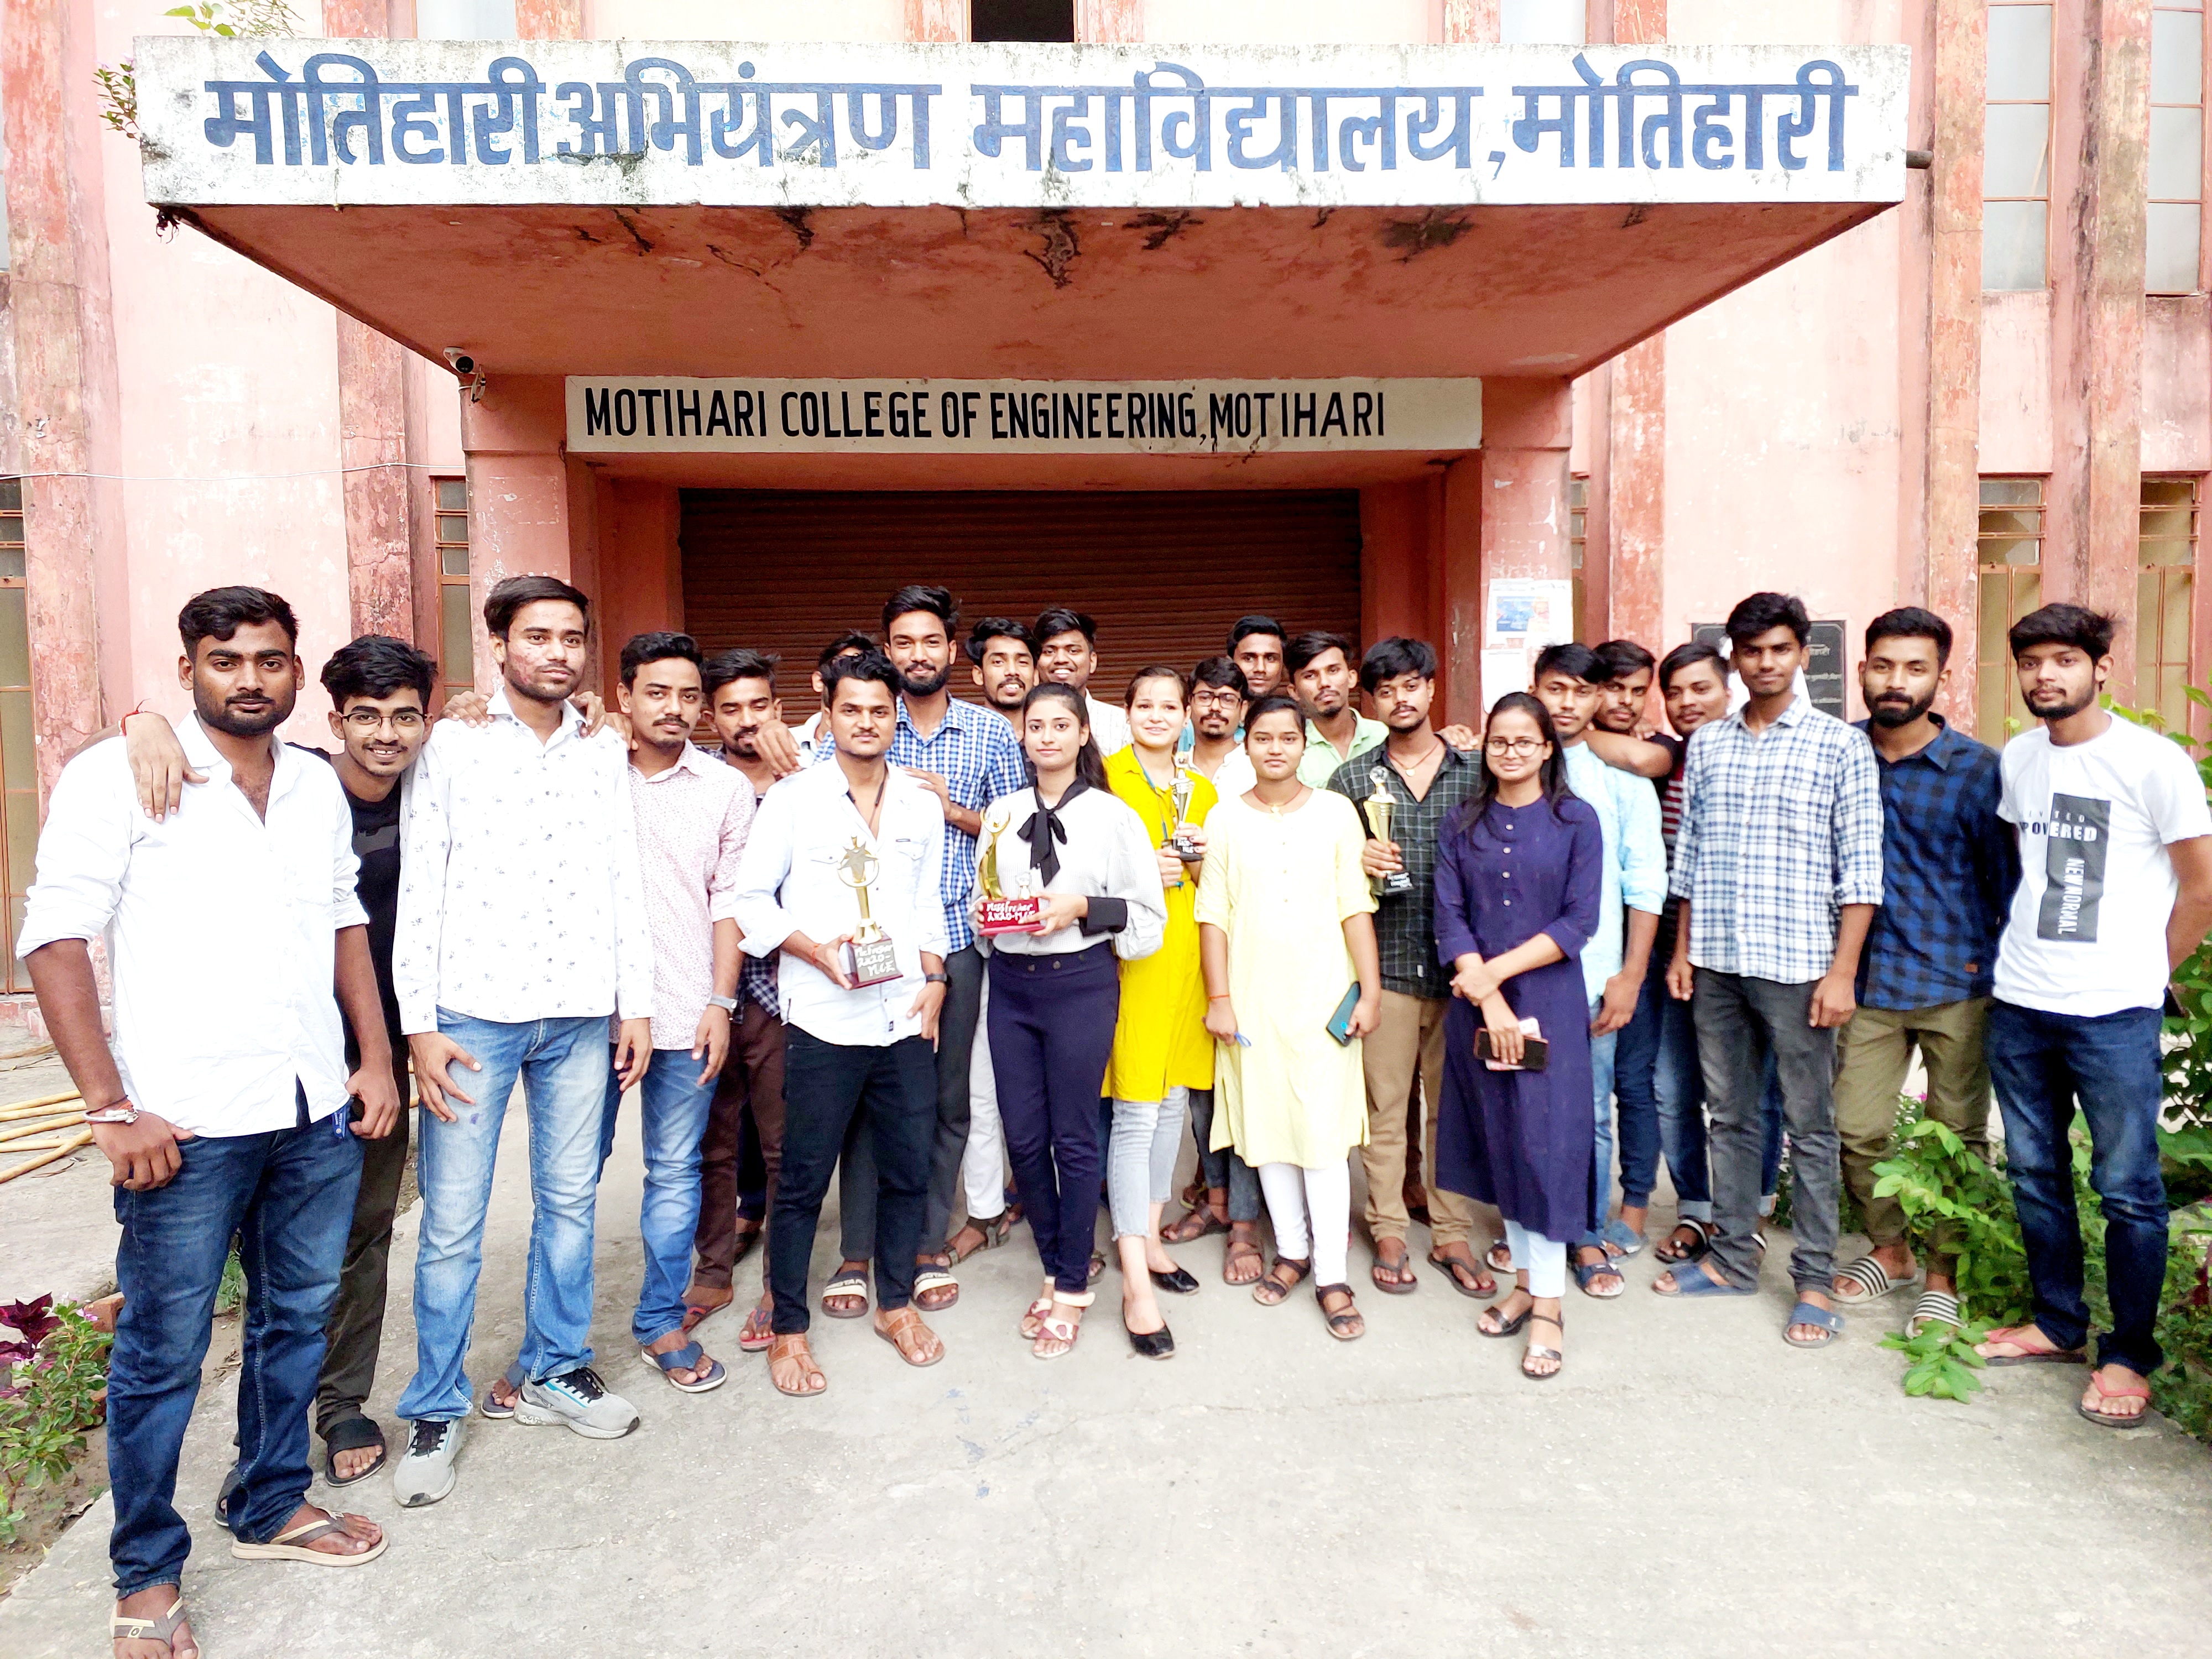 मोतिहारी अभियंत्रण महाविद्यालय, मोतिहारी
MOTIHARI COLLEGE OF ENGINEERING, MOTIHARI
POWERED
NEW NORMAL